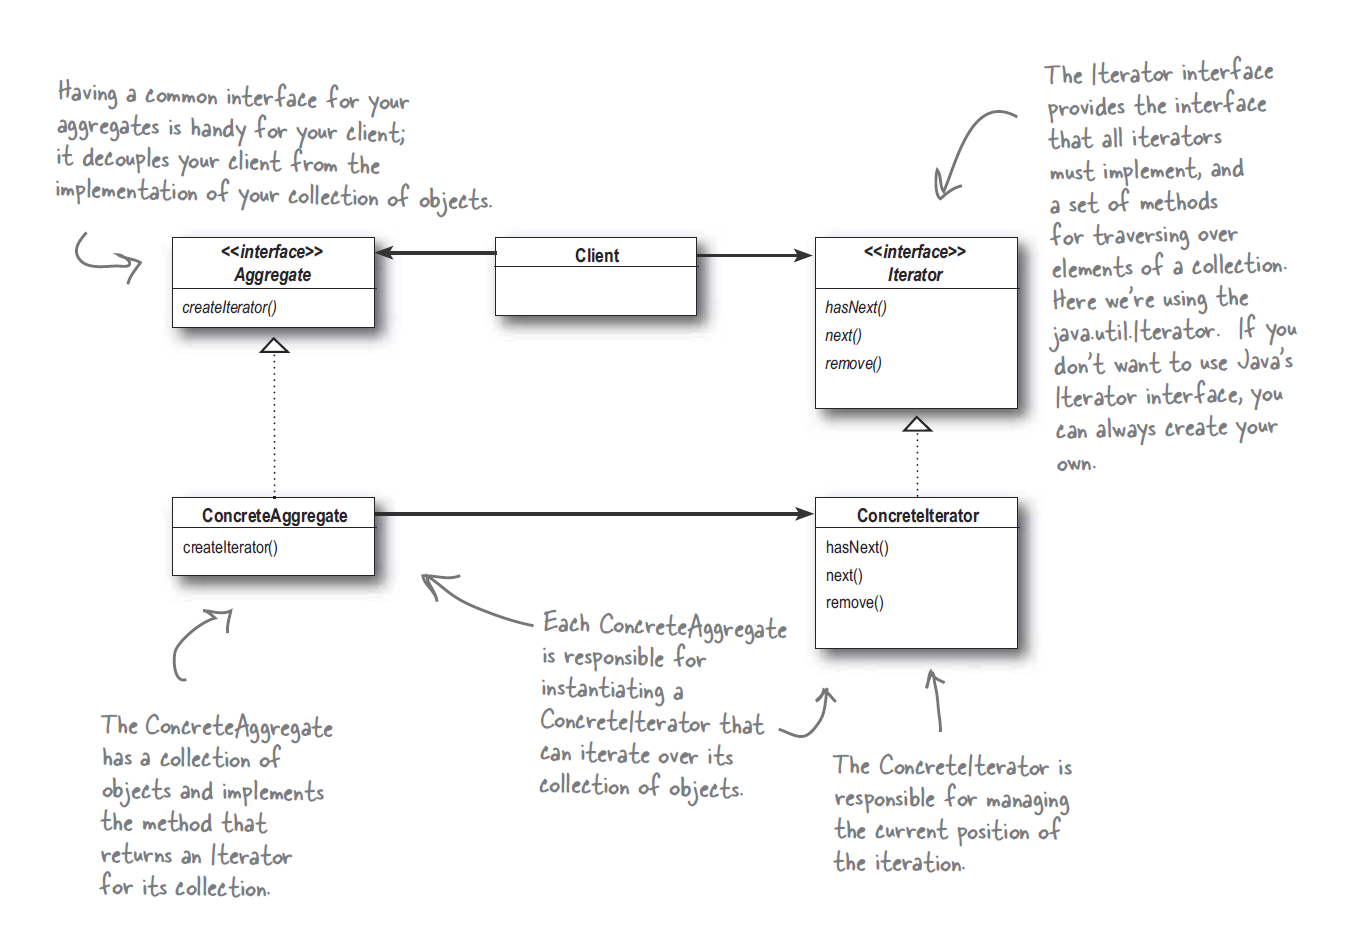 Having a common interface for your
aggregates is handy for your client;
it decouples your client from the
implementation of your collection of objects.
The Iterator interface
provides the interface
that all iterators
must implement, and
a set of methods
for traversing over
elements of a collection.
Here we're using the
java.util.Iterator. If you
don't want to use Java's
Iterator interface, you
can always create your
own.
<<interface>>
Aggregate
createIterator()
Client
<<interface>>
Iterator
hasNext()
next()
remove()
ConcreteAggregate
createIterator()
ConcreteIterator
hasNext()
next()
remove()
The ConcreteAggregate
has a collection of
objects and implements
the method that
returns an Iterator
for its collection.
Each ConcreteAggregate
is responsible for
instantiating a
ConcreteIterator that
can iterate over its
collection of objects.
The ConcreteIterator is
responsible for managing
the current position of
the iteration.